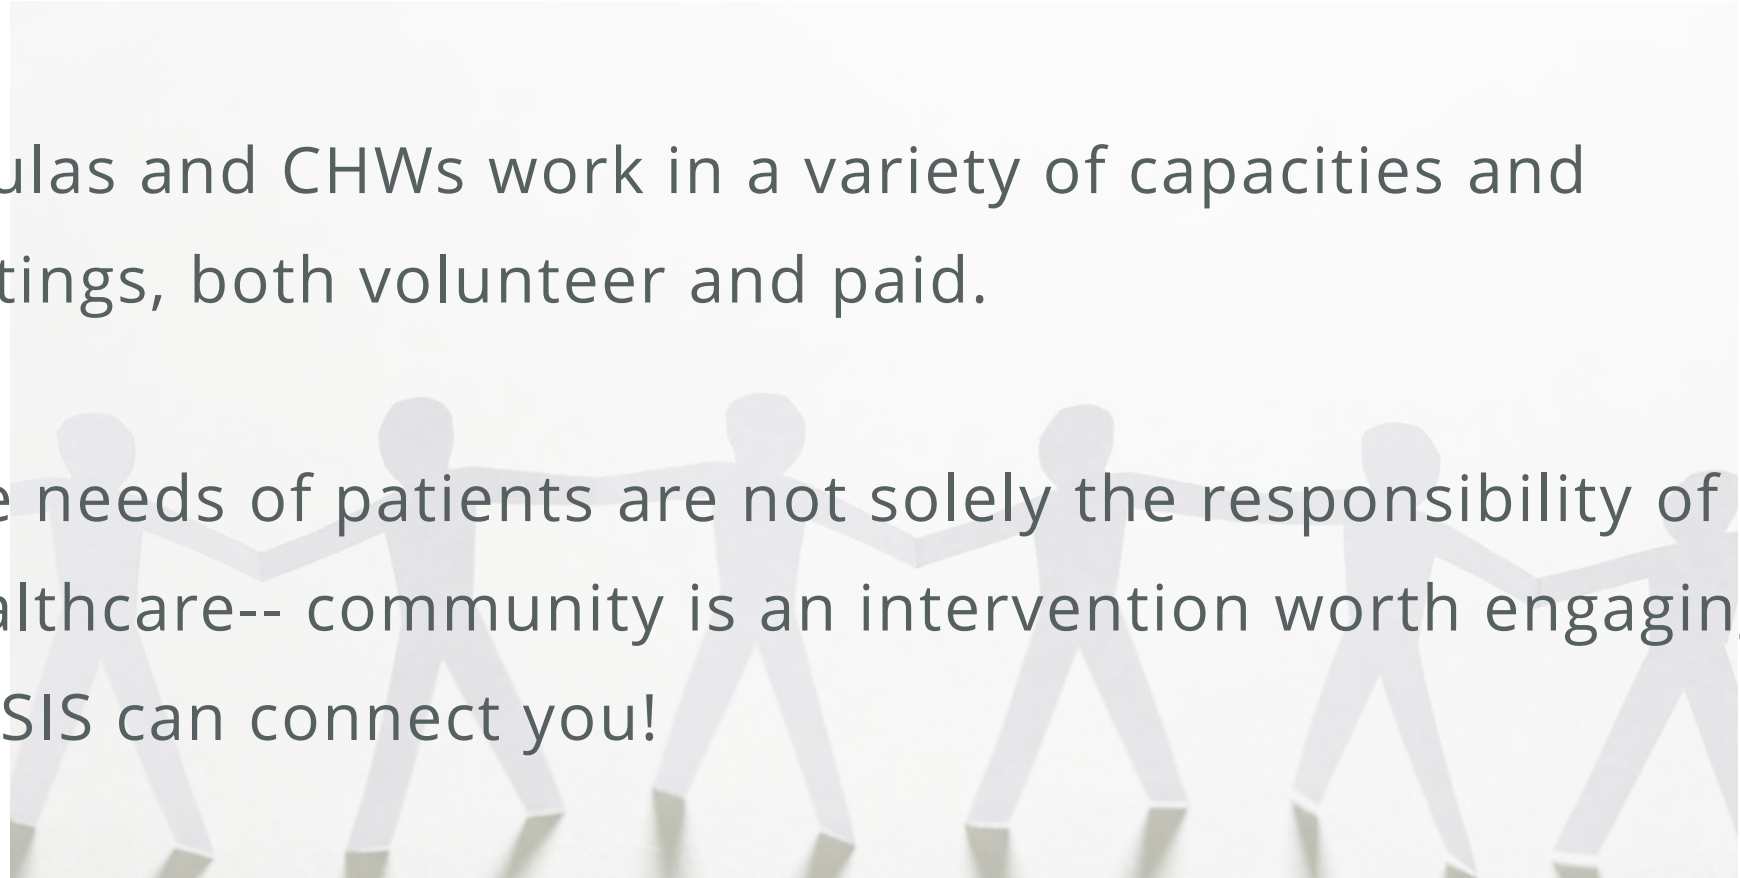 ulas and CHWs work in a variety of capacities and
tings, both volunteer and paid.
e needs of patients are not solely the responsibility of
althcare-- community is an intervention worth engagin
SIS can connect you!